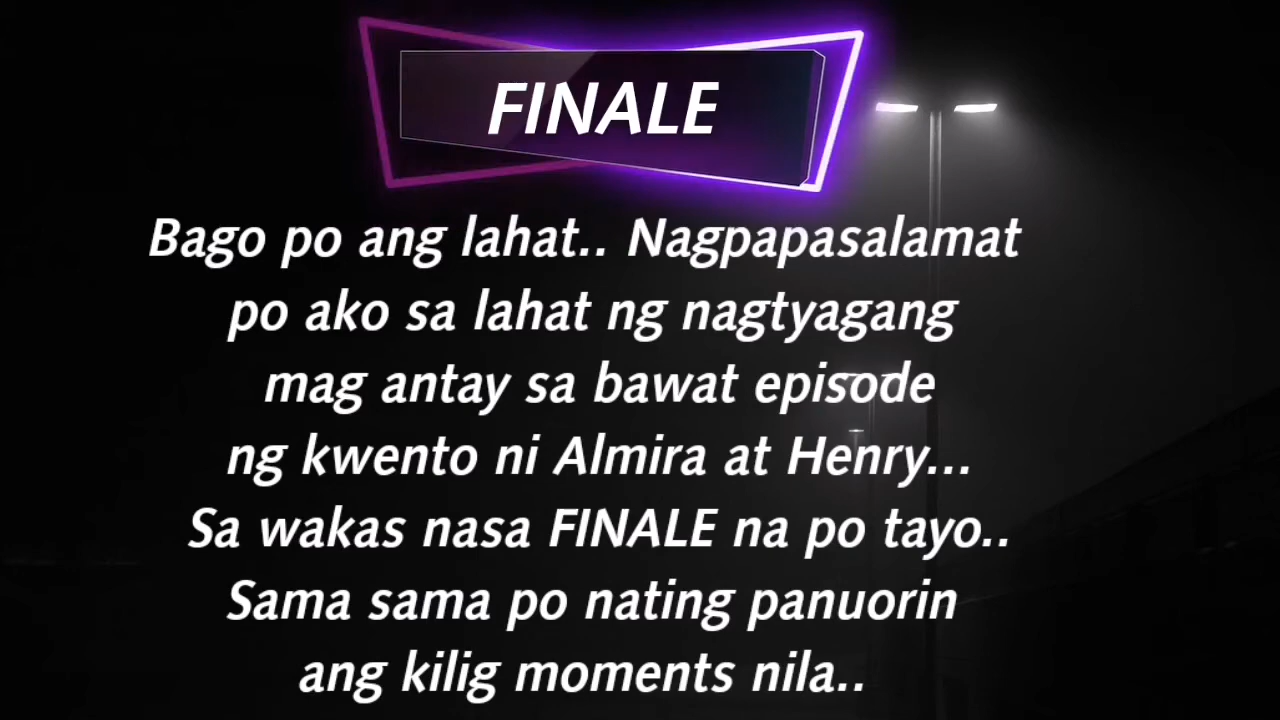 FINALE
Bago po ang lahat.. Nagpapasalamat
po ako sa lahat ng nagtyagang
mag antay sa bawat episode
ng kwento ni Almira at Henry...
Sa wakas nasa FINALE na po tayo..
Sama sama po nating panuorin
ang kilig moments nila..